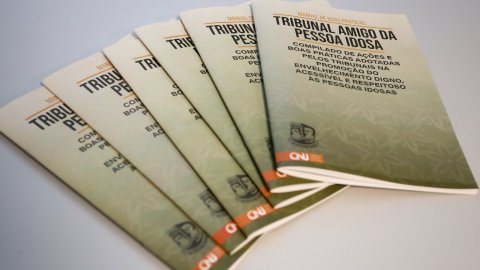 MANUAL DE BOAS PRÁTICAS
TRIBUNAL AMIGO DA
PESSOA IDOSA
COMPILADO DE AÇÕES E
BOAS PRÁTICAS ADOTADAS
PELOS TRIBUNAIS NA
PROMOÇÃO DO
ENVELHECIMENTO DIGNO,
ACESSÍVEL E RESPEITOSO
ÀS PESSOAS IDOSAS
CNJ